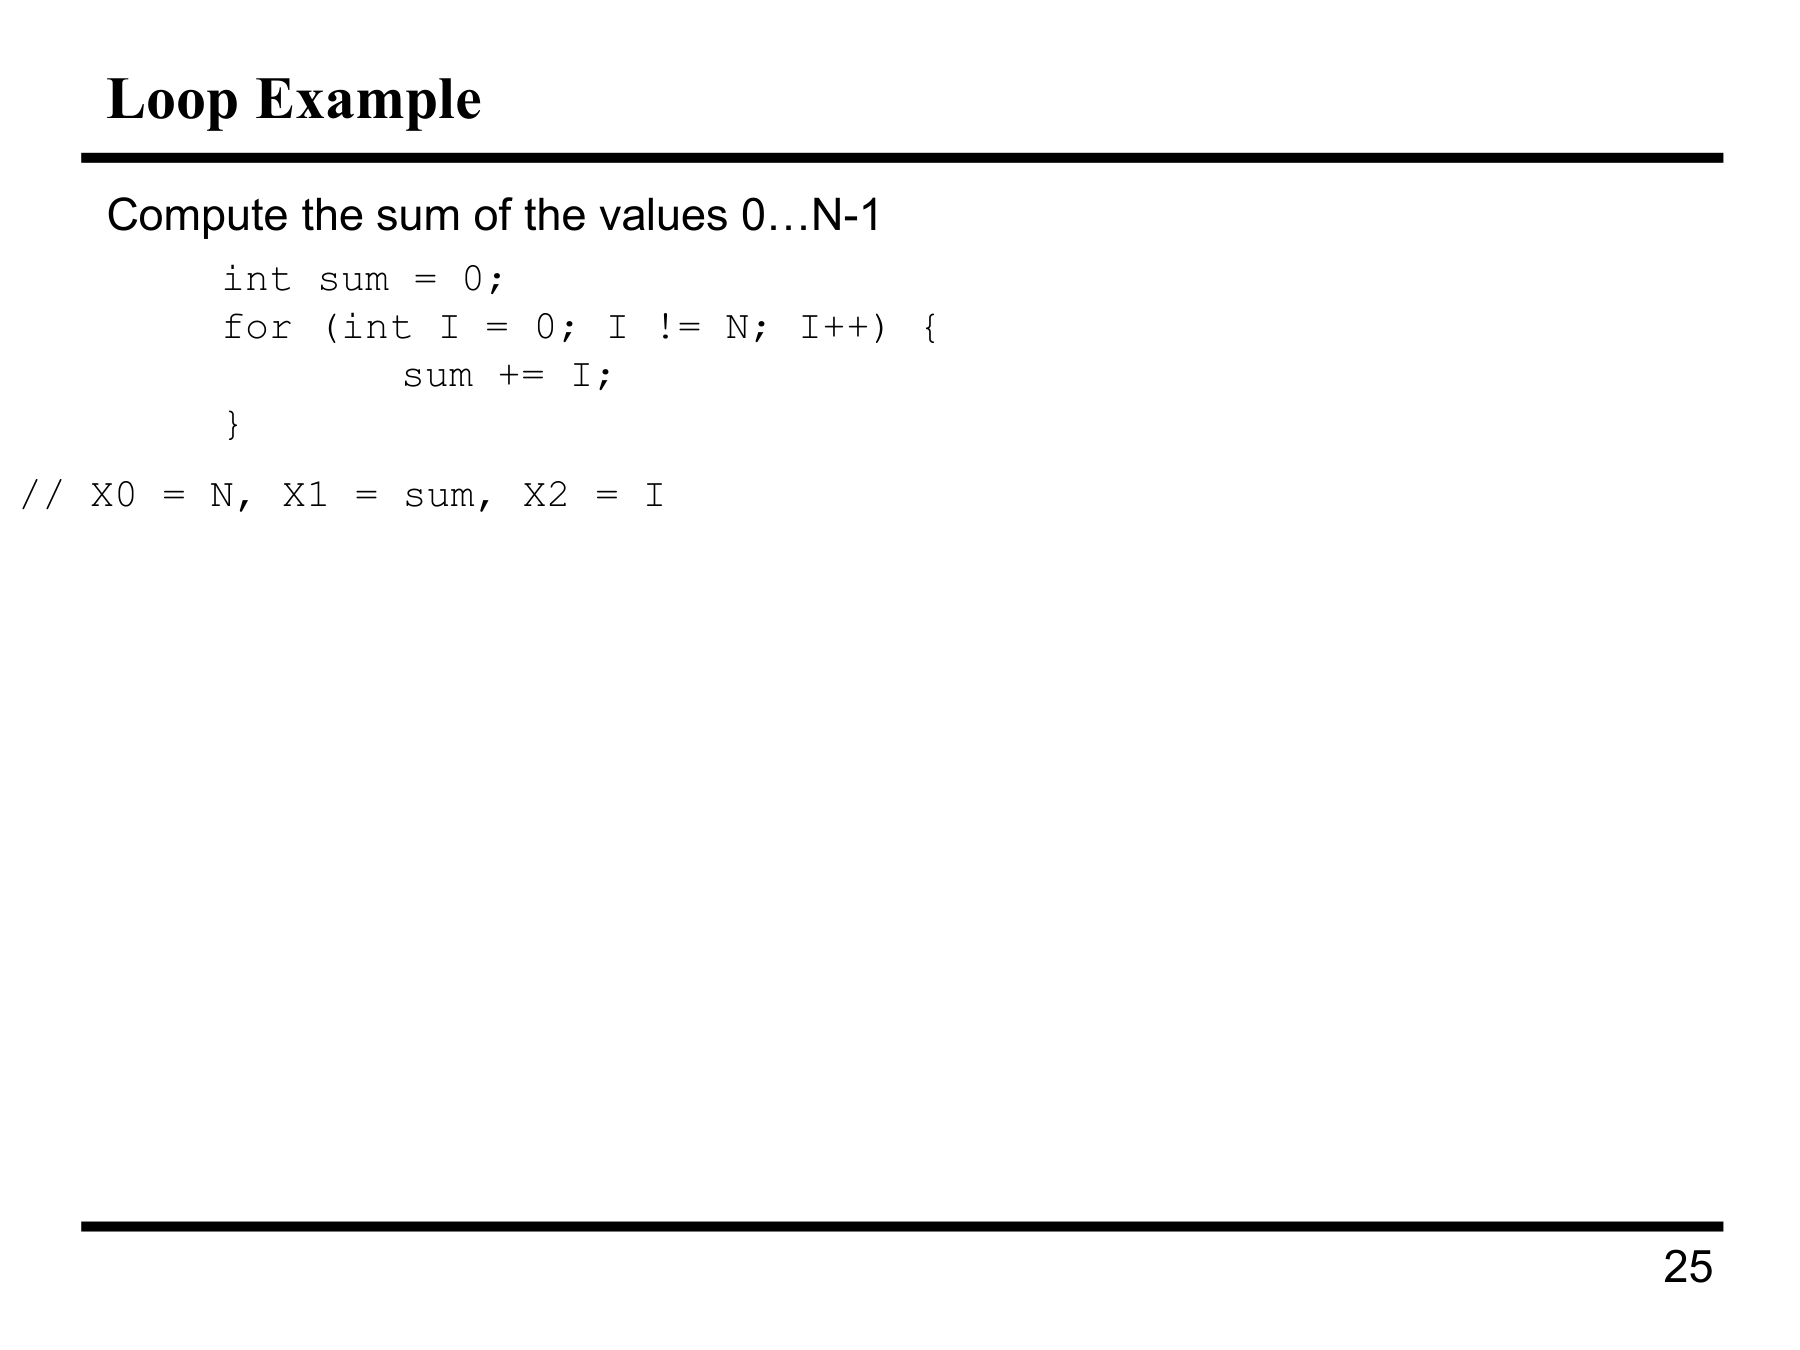 Loop Example
Compute the sum of the values 0…N-1
int sum = 0;
for (int I = 0; I != N; I++) {
sum += I;
}
// X0 = N, X1 = sum, X2 = I
25